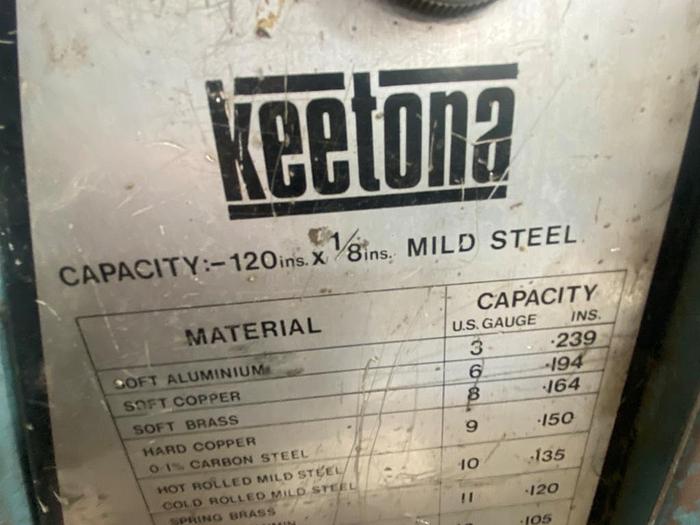 keetona
CAPACITY:-120ins. x 1/8ins. MILD STEEL
MATERIAL CAPACITY
U.S. GAUGE INS.
SOFT ALUMINIUM 3 .239
SOFT COPPER 6 .194
SOFT BRASS 8 .164
HARD COPPER
0.1% CARBON STEEL 9 .150
HOT ROLLED MILD STEEL
COLD ROLLED MILD STEEL 10 .135
SPRING BRASS 11 .120
.105